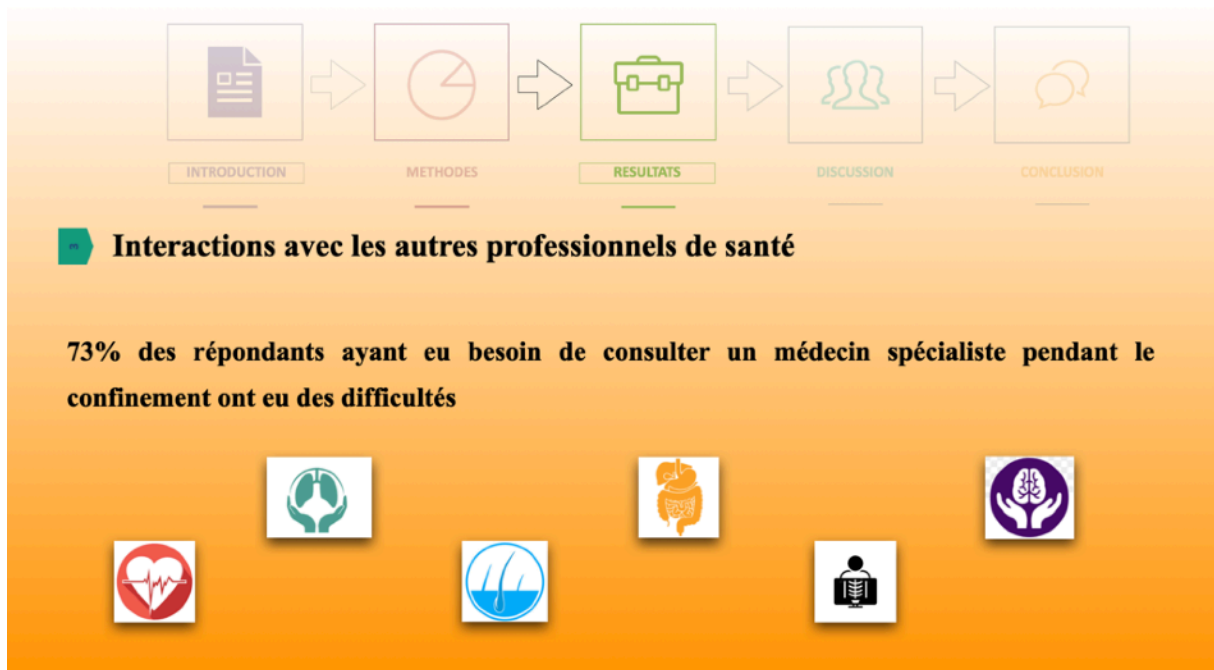 INTRODUCTION
METHODES
RESULTATS
DISCUSSION
CONCLUSION
3
Interactions avec les autres professionnels de santé
73% des répondants ayant eu besoin de consulter un médecin spécialiste pendant le
confinement ont eu des difficultés